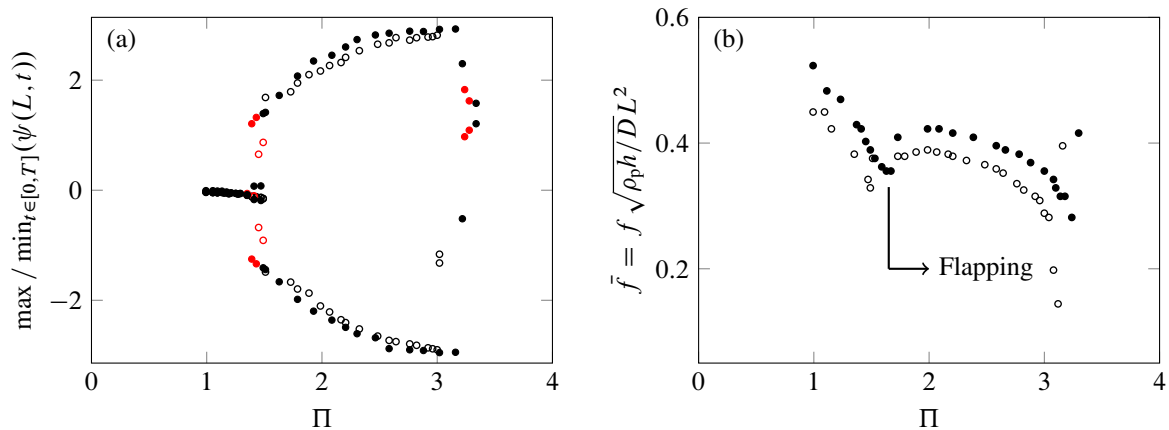 (a)
max / min_{t∈[0,T]}(ψ(L, t))
2
0
−2
0
1
2
3
4
Π
(b)
f̄ = f √ρ_p h/D L²
0.6
0.4
0.2
Flapping
0
1
2
3
4
Π